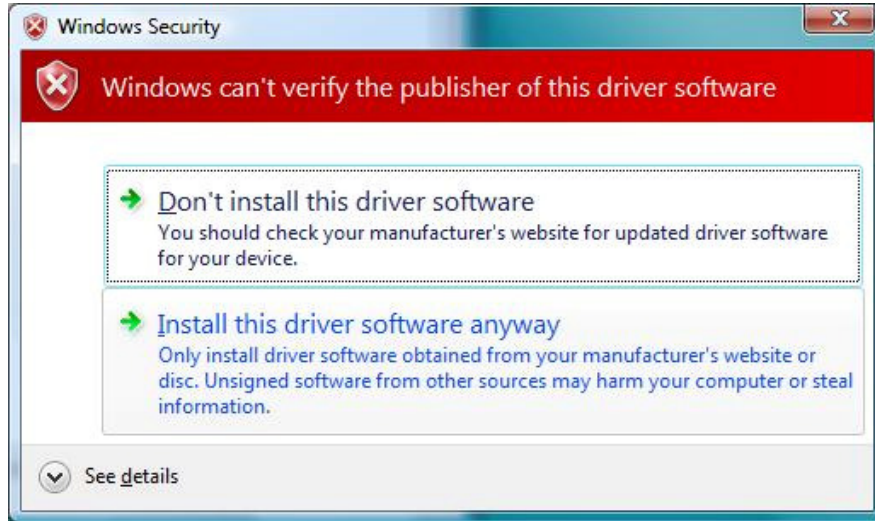 Windows Security
Windows can't verify the publisher of this driver software
Don't install this driver software
You should check your manufacturer's website for updated driver software
for your device.
Install this driver software anyway
Only install driver software obtained from your manufacturer's website or
disc. Unsigned software from other sources may harm your computer or steal
information.
See details